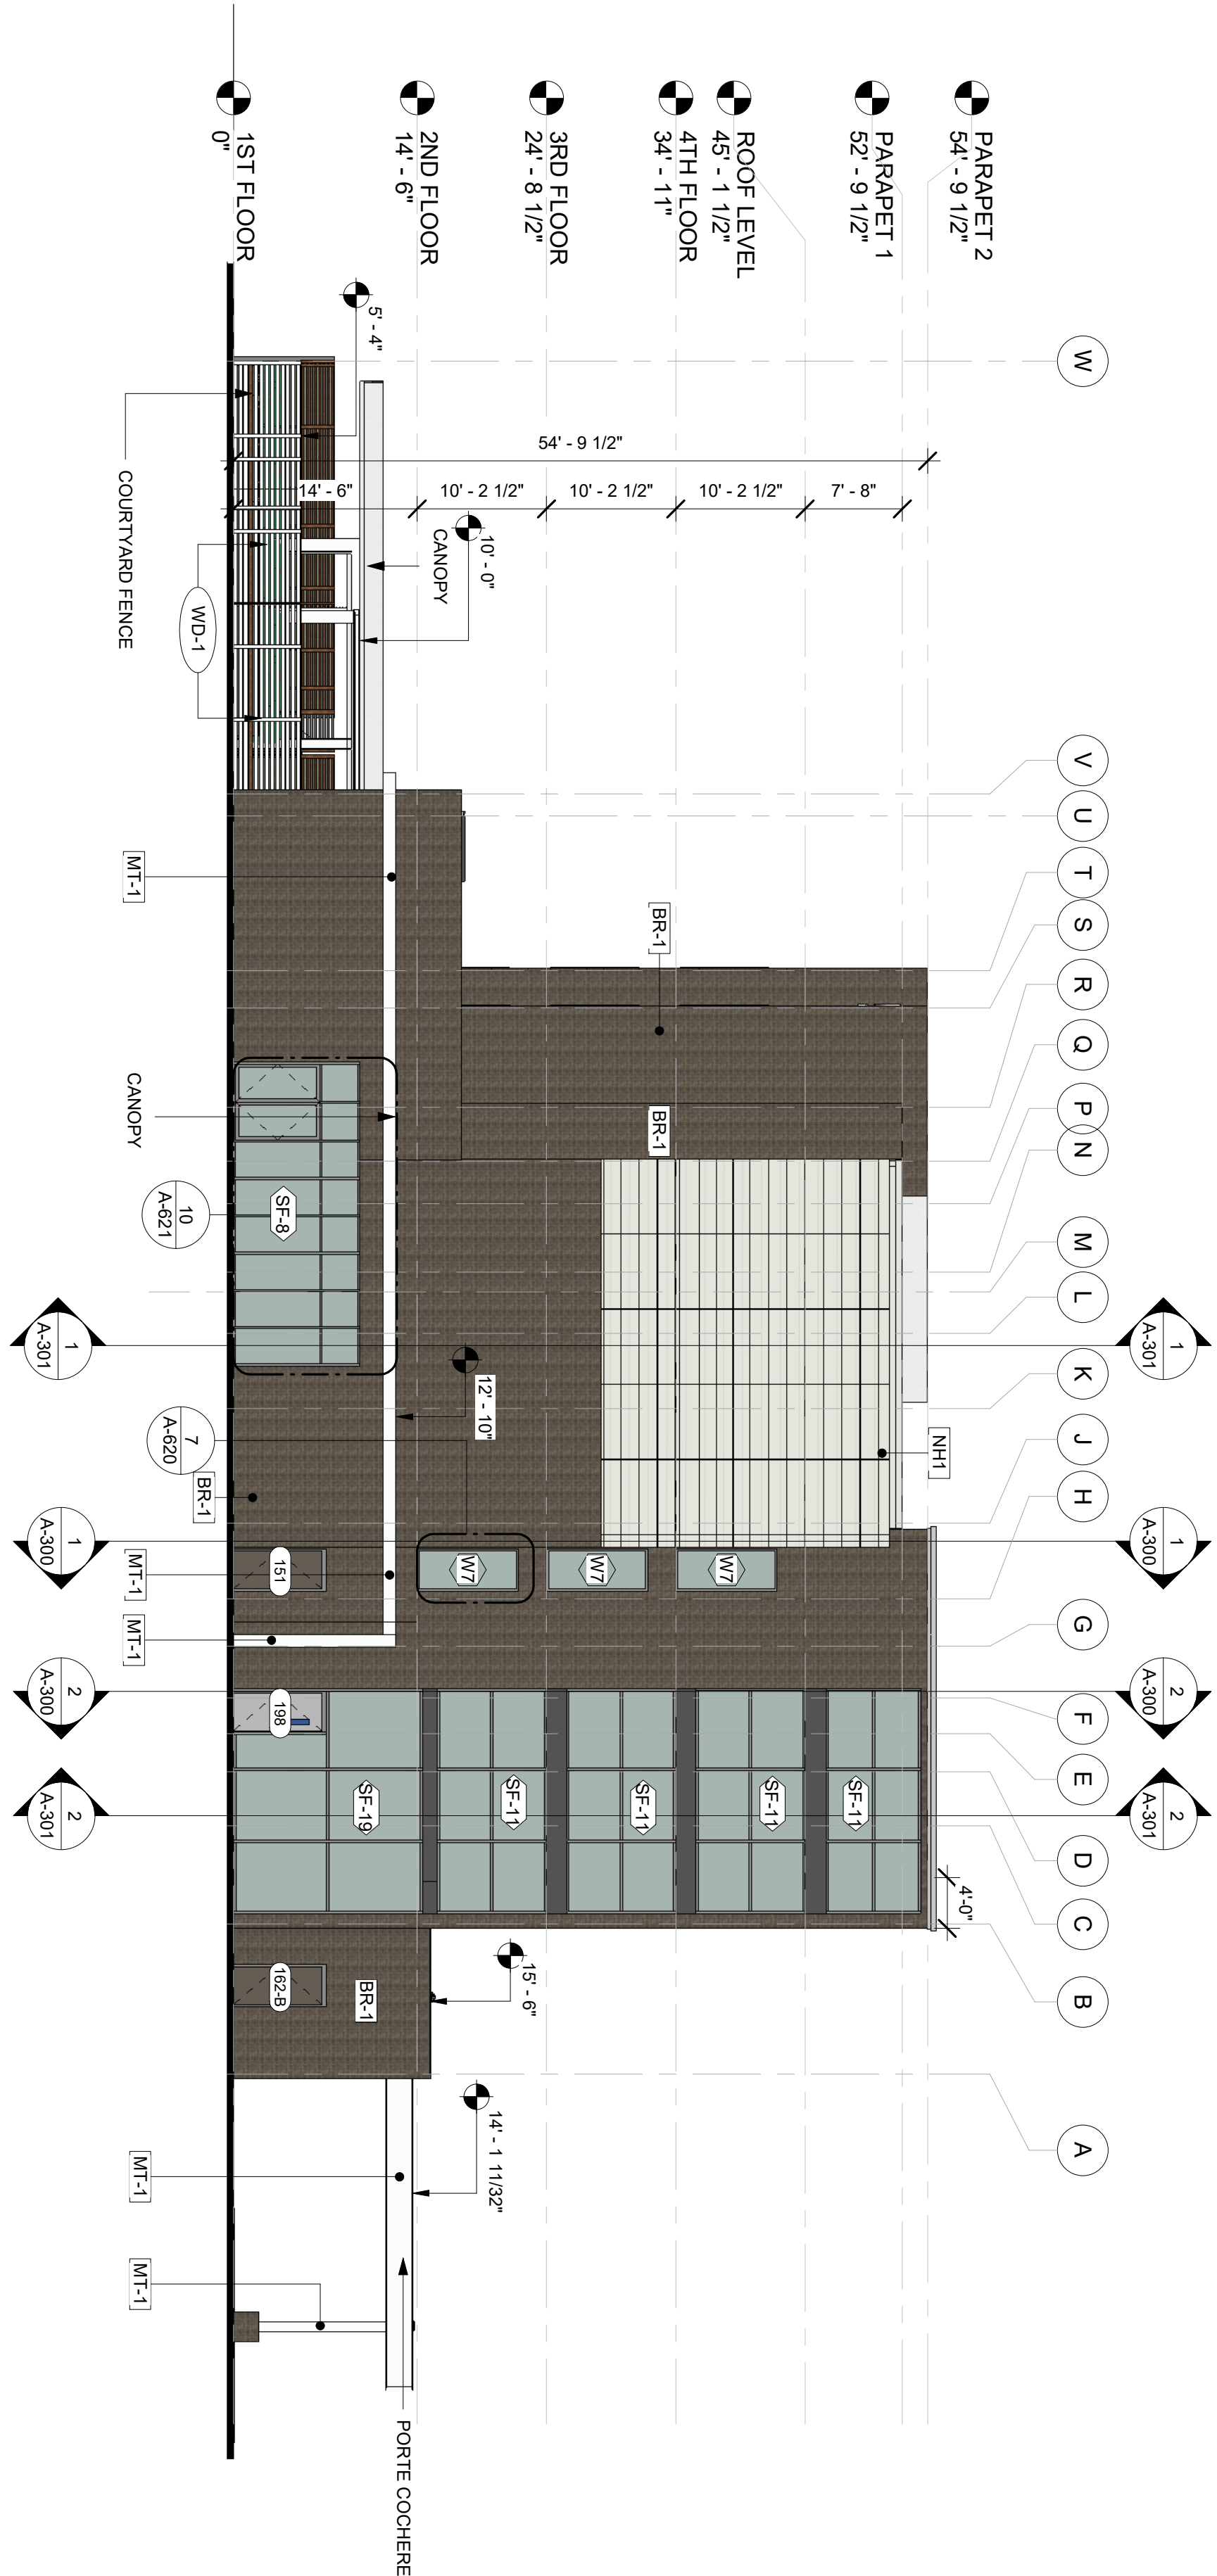 PARAPET 2
54' - 9 1/2"
PARAPET 1
52' - 9 1/2"
ROOF LEVEL
45' - 1 1/2"
4TH FLOOR
34' - 11"
3RD FLOOR
24' - 8 1/2"
2ND FLOOR
14' - 6"
1ST FLOOR
0"
W
V
U
T
S
R
Q
P
N
M
L
K
J
H
G
F
E
D
C
B
A
1
A-301
1
A-300
2
A-300
2
A-301
54' - 9 1/2"
7' - 8"
10' - 2 1/2"
10' - 2 1/2"
10' - 2 1/2"
14' - 6"
5' - 4"
10' - 0"
CANOPY
COURTYARD FENCE
WD-1
MT-1
BR-1
BR-1
NH1
4'-0"
CANOPY
SF-8
10
A-621
12' - 10"
7
A-620
BR-1
W7
W7
W7
151
MT-1
MT-1
198
SF-11
SF-11
SF-11
SF-11
SF-19
162-B
BR-1
15' - 6"
14' - 1 11/32"
MT-1
MT-1
PORTE COCHERE
1
A-301
1
A-300
2
A-300
2
A-301